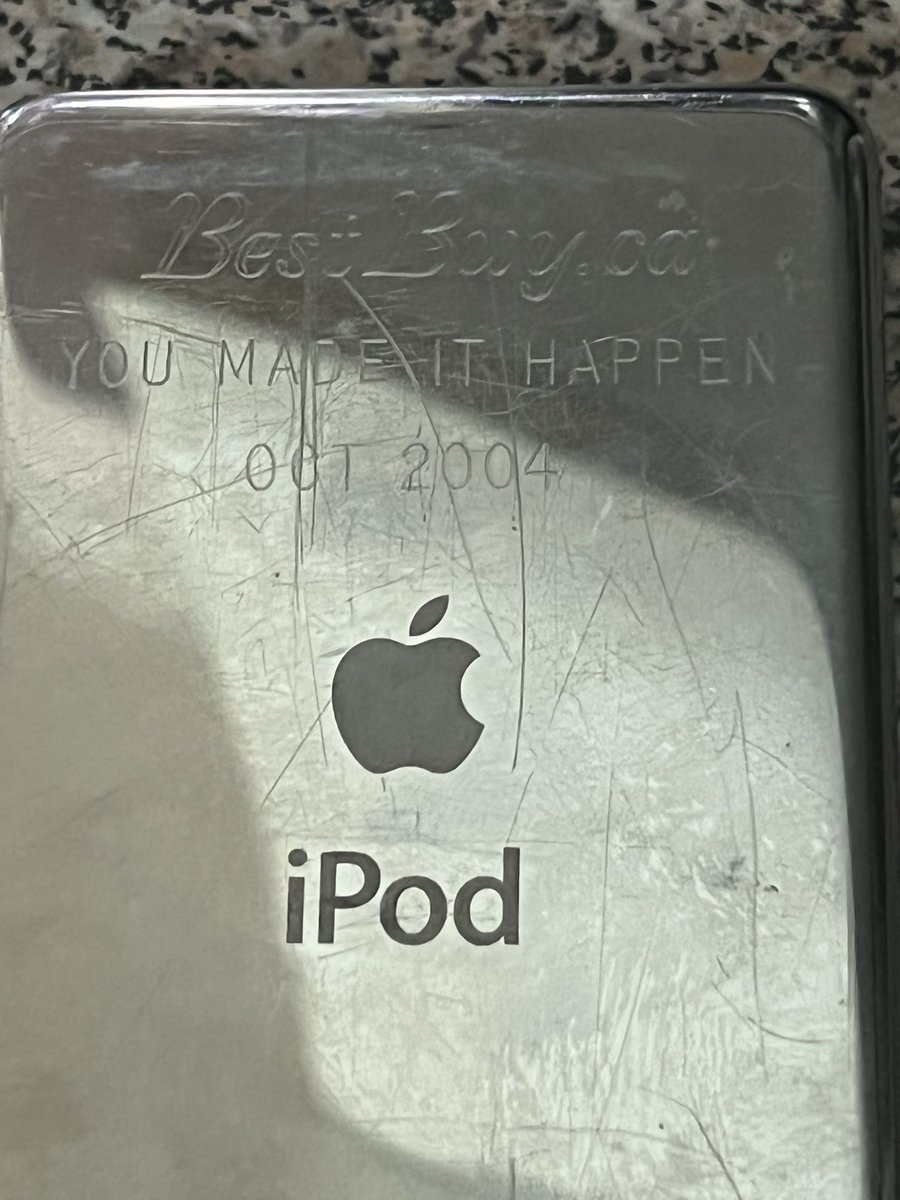 BestBuy.ca
YOU MADE IT HAPPEN
OCT 2004
iPod